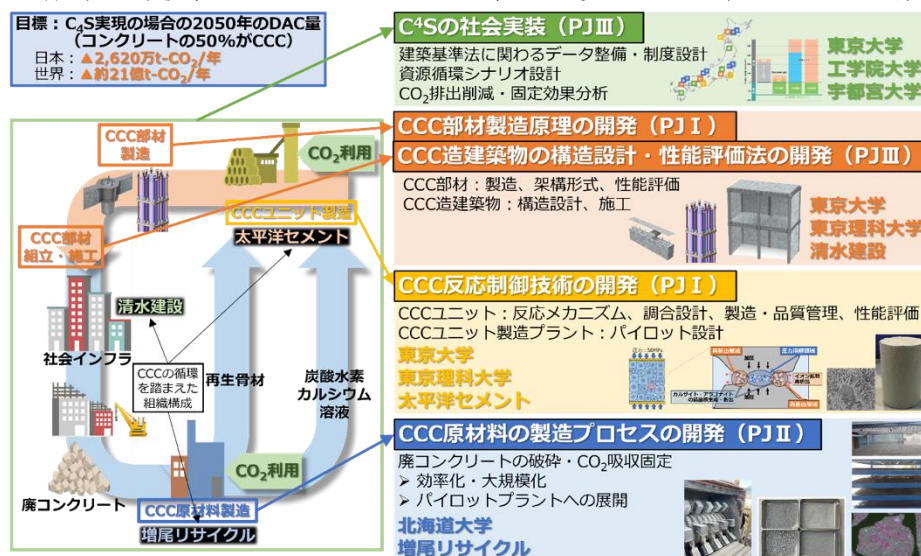 目標：C₄S実現の場合の2050年のDAC量
（コンクリートの50%がCCC）
日本：▲2,620万t-CO₂/年
世界：▲約21億t-CO₂/年
C⁴Sの社会実装（PJⅢ）
建築基準法に関わるデータ整備・制度設計
資源循環シナリオ設計
CO₂排出削減・固定効果分析
東京大学
工学院大学
宇都宮大学
CCC部材
製造
CO₂利用
CCCユニット製造
太平洋セメント
CCC部材
組立・施工
清水建設
社会インフラ
CCCの循環
を踏まえた
組織構成
再生骨材
炭酸水素
カルシウム
溶液
廃コンクリート
CO₂利用
CCC原材料製造
増尾リサイクル
CCC部材製造原理の開発（PJⅠ）
CCC造建築物の構造設計・性能評価法の開発（PJⅢ）
CCC部材：製造、架構形式、性能評価
CCC造建築物：構造設計、施工
東京大学
東京理科大学
清水建設
CCC反応制御技術の開発（PJⅠ）
CCCユニット：反応メカニズム、調合設計、製造・品質管理、性能評価
CCCユニット製造プラント：パイロット設計
東京大学
東京理科大学
太平洋セメント
CCC原材料の製造プロセスの開発（PJⅡ）
廃コンクリートの破砕・CO₂吸収固定
➤ 効率化・大規模化
➤ パイロットプラントへの展開
北海道大学
増尾リサイクル